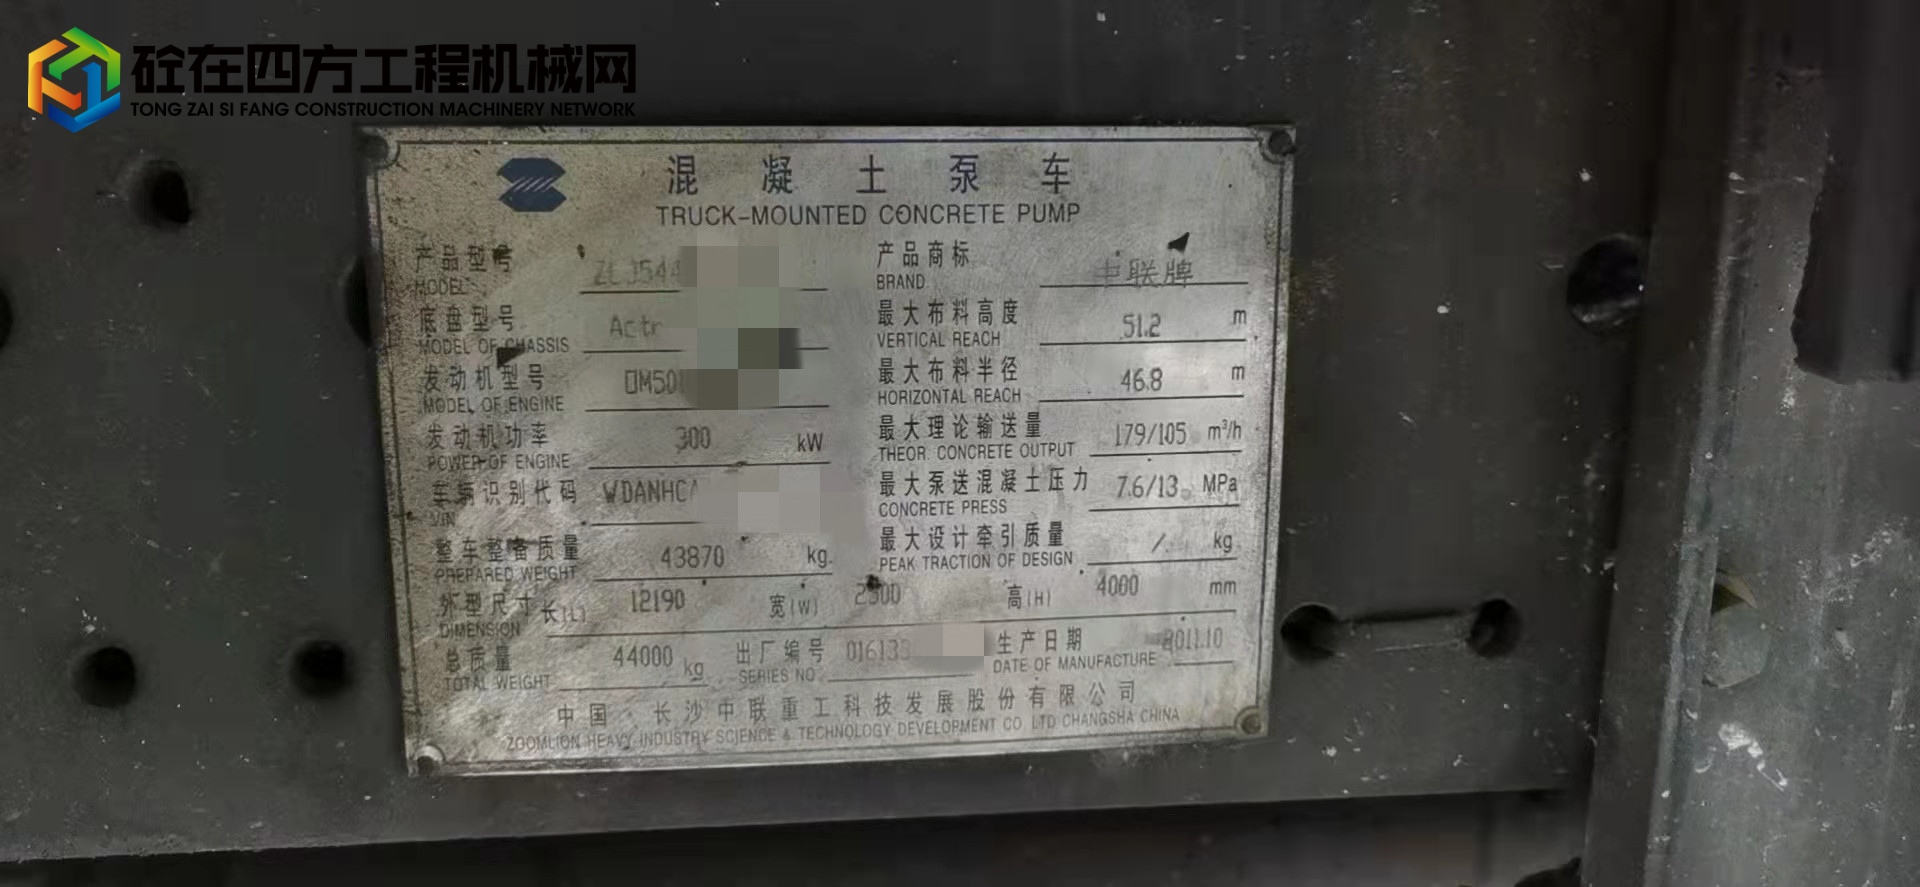 砼在四方工程机械网
TONG ZAI SI FANG CONSTRUCTION MACHINERY NETWORK
混凝土泵车
TRUCK-MOUNTED CONCRETE PUMP
产品型号 ZLJ544
MODEL
底盘型号 Actr
MODEL OF CHASSIS
发动机型号 OM50
MODEL OF ENGINE
发动机功率 300 kW
POWER OF ENGINE
车辆识别代码 WDANHCA
VIN
整车整备质量 43870 kg
PREPARED WEIGHT
产品商标 中联牌
BRAND
最大布料高度 51.2 m
VERTICAL REACH
最大布料半径 46.8 m
HORIZONTAL REACH
最大理论输送量 179/105 m³/h
THEOR. CONCRETE OUTPUT
最大泵送混凝土压力 7.6/13 MPa
CONCRETE PRESS
最大设计牵引质量 / kg
PEAK TRACTION OF DESIGN
外型尺寸 长(L) 12190 宽(W) 2500 高(H) 4000 mm
DIMENSION
总质量 44000 kg 出厂编号 016133 生产日期 2011.10
TOTAL WEIGHT SERIES NO DATE OF MANUFACTURE
中国·长沙中联重工科技发展股份有限公司
ZOOMLION HEAVY INDUSTRY SCIENCE & TECHNOLOGY DEVELOPMENT CO LTD CHANGSHA CHINA